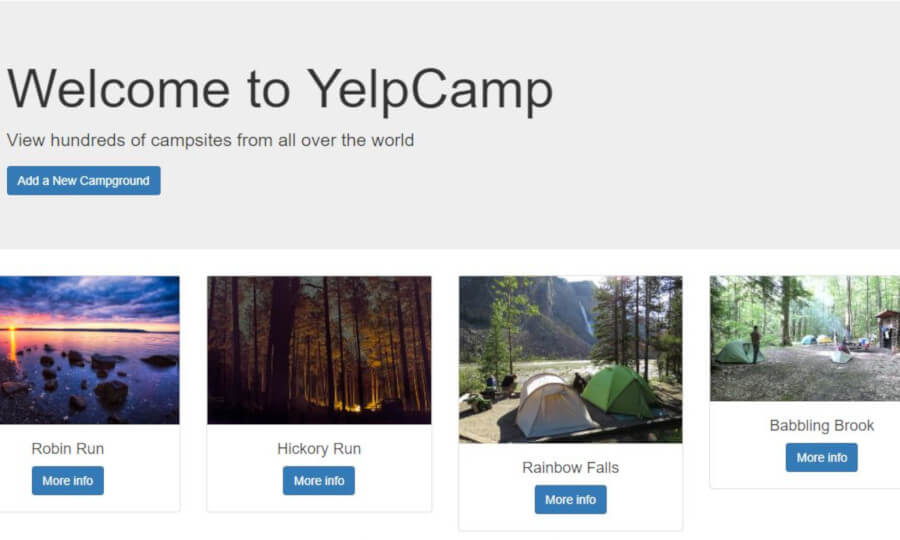 Welcome to YelpCamp
View hundreds of campsites from all over the world
Add a New Campground
Robin Run
More info
Hickory Run
More info
Rainbow Falls
More info
Babbling Brook
More info